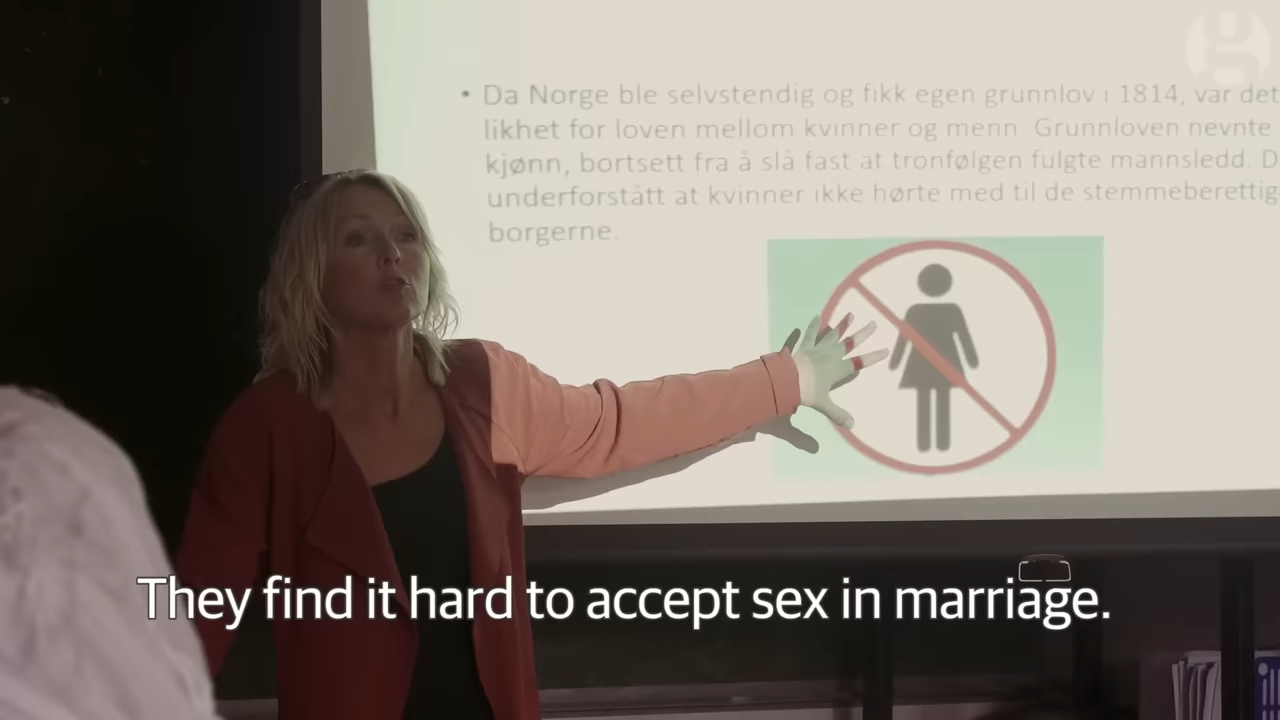 • Da Norge ble selvstendig og fikk egen grunnlov i 1814, var det
likhet for loven mellom kvinner og menn. Grunnloven nevnte
kjønn, bortsett fra å slå fast at tronfølgen fulgte mannsledd. D
underforstått at kvinner ikke hørte med til de stemmeberettig
borgerne.
They find it hard to accept sex in marriage.